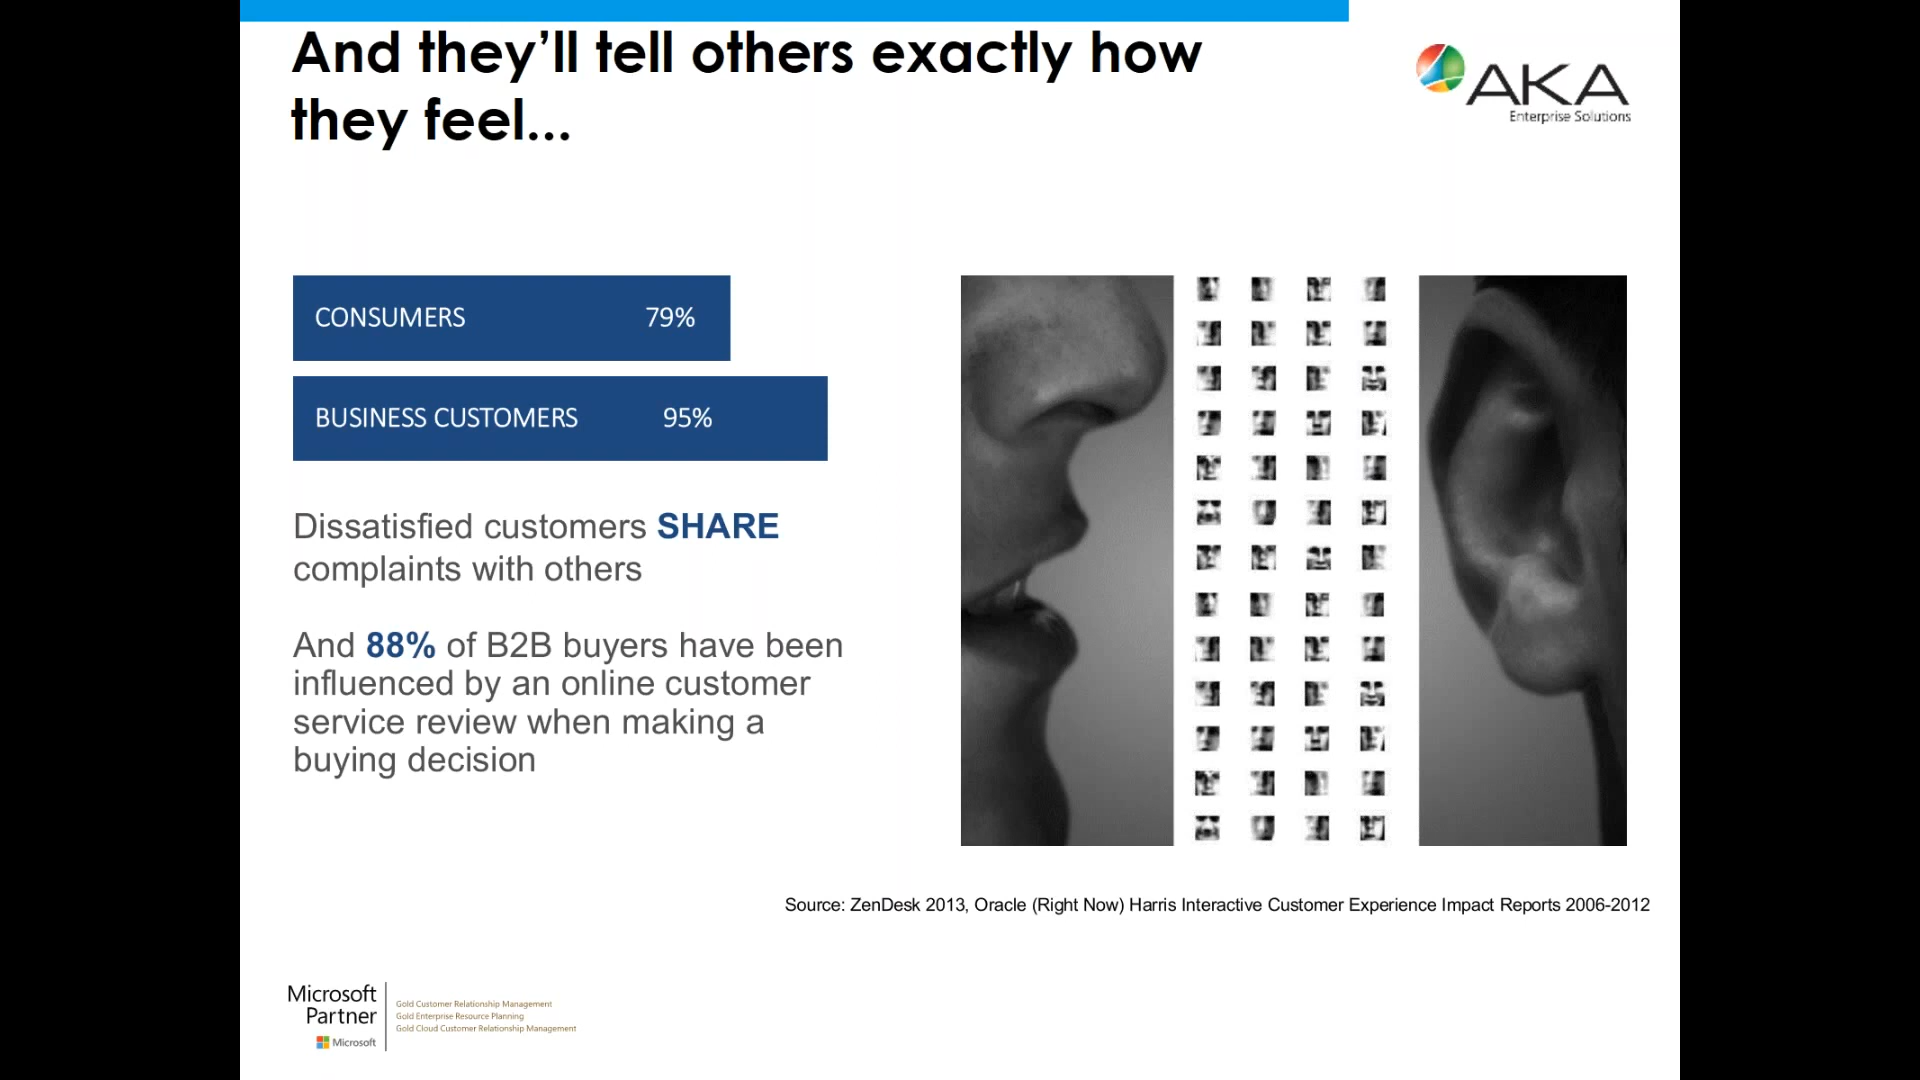 And they’ll tell others exactly how
they feel...
AKA
Enterprise Solutions
CONSUMERS 79%
BUSINESS CUSTOMERS 95%
Dissatisfied customers SHARE
complaints with others
And 88% of B2B buyers have been
influenced by an online customer
service review when making a
buying decision
Source: ZenDesk 2013, Oracle (Right Now) Harris Interactive Customer Experience Impact Reports 2006-2012
Microsoft
Partner
Microsoft
Gold Customer Relationship Management
Gold Enterprise Resource Planning
Gold Cloud Customer Relationship Management